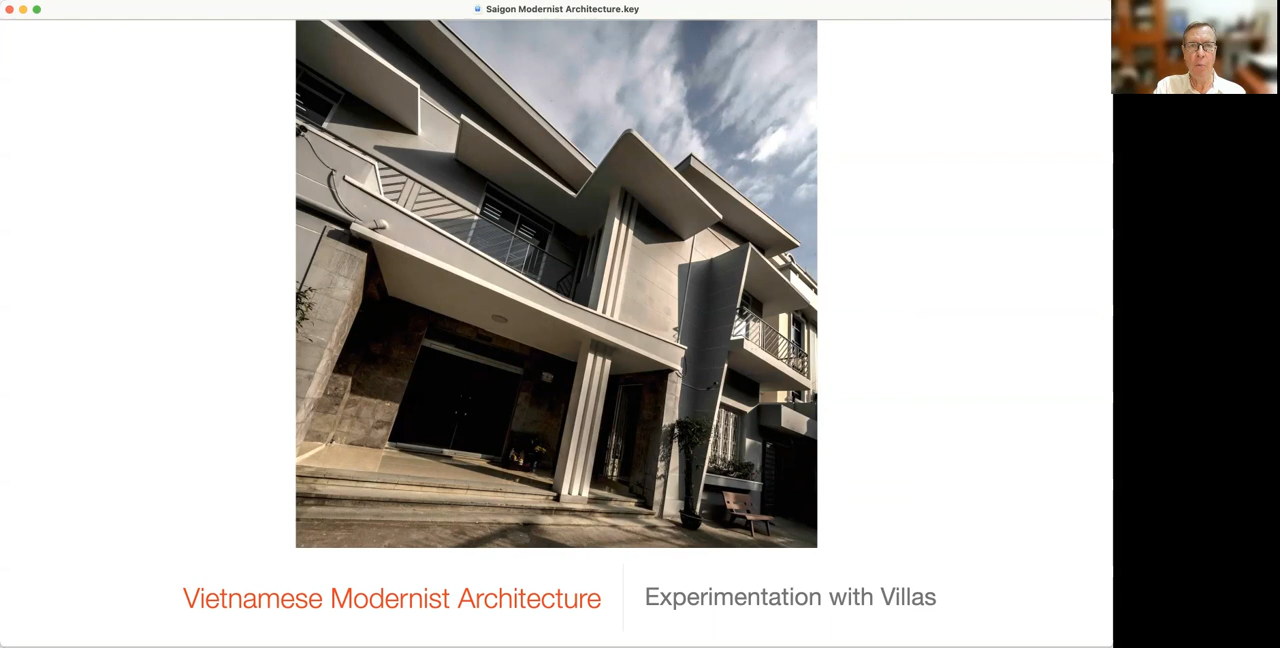 Saigon Modernist Architecture.key
Vietnamese Modernist Architecture
Experimentation with Villas